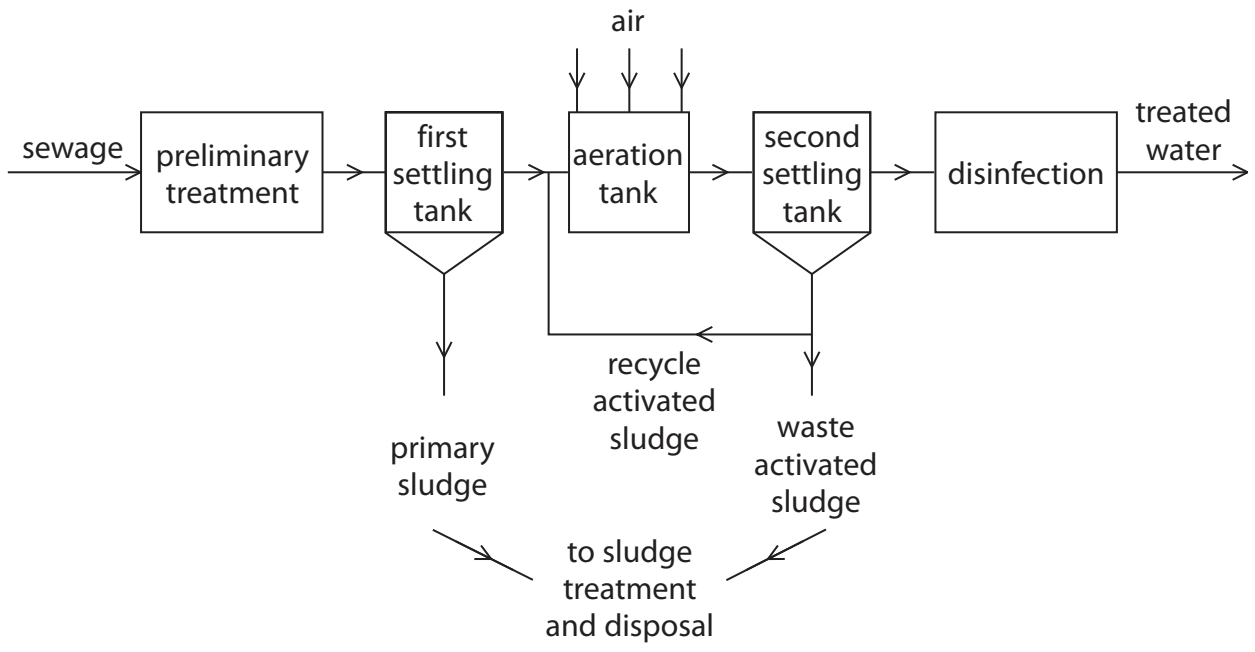 air
sewage
preliminary
treatment
first
settling
tank
aeration
tank
second
settling
tank
disinfection
treated
water
recycle
activated
sludge
primary
sludge
waste
activated
sludge
to sludge
treatment
and disposal